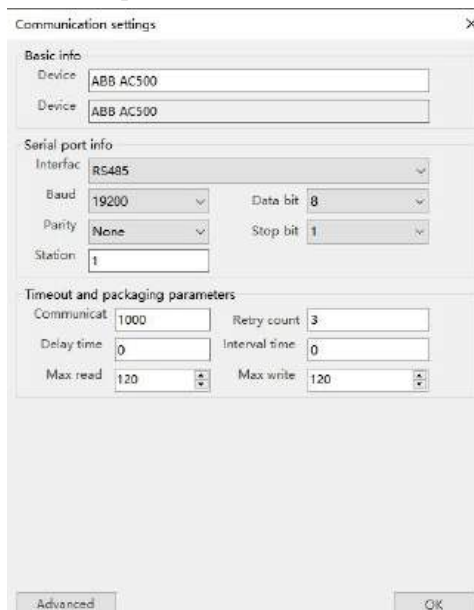 Communication settings
Basic info
Device ABB AC500
Device ABB AC500
Serial port info
Interfac RS485
Baud 19200 Data bit 8
Parity None Stop bit 1
Station 1
Timeout and packaging parameters
Communicat 1000 Retry count 3
Delay time 0 Interval time 0
Max read 120 Max write 120
Advanced OK